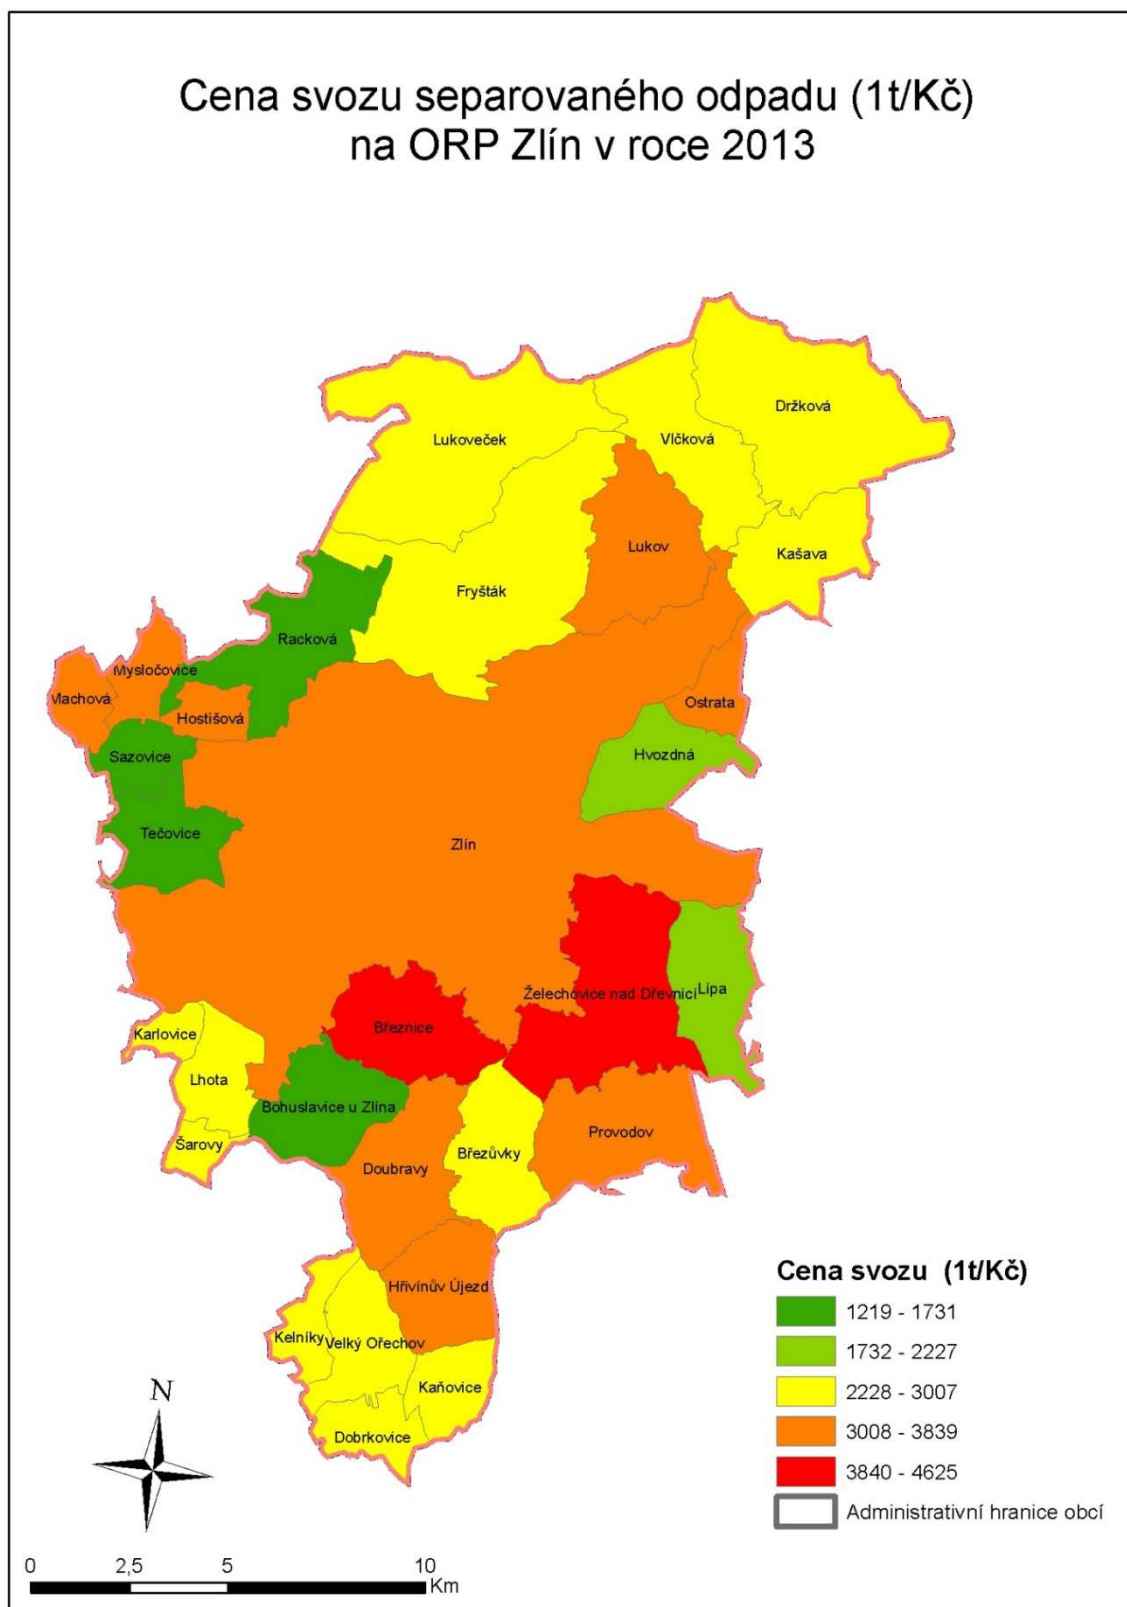 Cena svozu separovaného odpadu (1t/Kč)
na ORP Zlín v roce 2013
Držková
Lukoveček
Vlčková
Lukov
Kašava
Fryšták
Racková
Mysločovice
Machová
Ostrata
Hostišová
Sazovice
Hvozdná
Tečovice
Zlín
Lípa
Želechovice nad Dřevnicí
Březnice
Karlovice
Lhota
Bohuslavice u Zlína
Provodov
Šarovy
Březůvky
Doubravy
Hřivínův Újezd
Kelníky
Velký Ořechov
Kaňovice
Dobrkovice
Cena svozu (1t/Kč)
1219 - 1731
1732 - 2227
2228 - 3007
3008 - 3839
3840 - 4625
Administrativní hranice obcí
N
0 2,5 5 10
Km